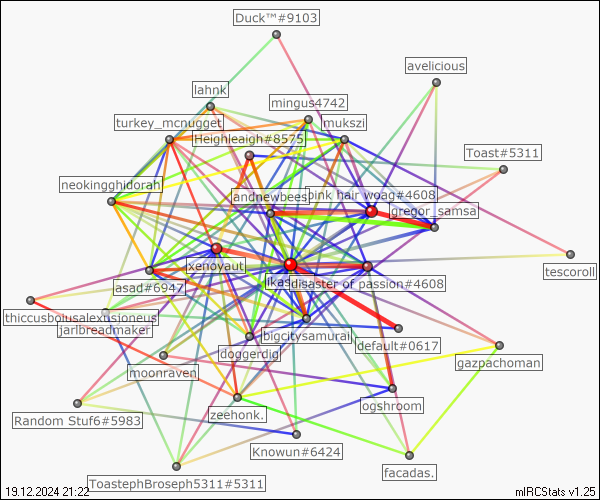 Duck™#9103
avelicious
lahnk
mingus4742
turkey_mcnugget
mukszi
Heighleaigh#8575
Toast#5311
neokingghidorah
andnewbees
pink hair woag#4608
gregor_samsa
xenoyaut
tescoroll
asad#6947
disaster of passion#4608
thiccusbolusalexisioneus
jarlbreadmaker
bigcitysamurai
default#0617
doggerdig
gazpachoman
moonraven
ogshroom
zeehonk.
Random Stuf6#5983
Knowun#6424
facadas.
ToastephBroseph5311#5311
19.12.2024 21:22
mIRCStats v1.25